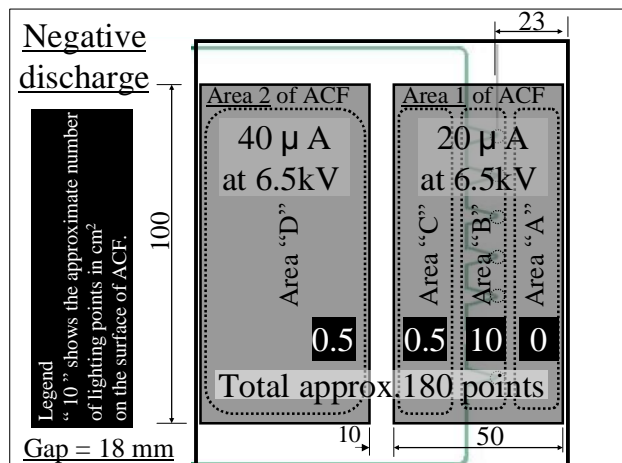 Negative
discharge
23
Area 2 of ACF
Area 1 of ACF
40 μ A
at 6.5kV
20 μ A
at 6.5kV
100
Area “D”
Area “C”
Area “B”
Area “A”
0.5
0.5
10
0
Total approx.180 points
Legend
“ 10 ” shows the approximate number
of lighting points in cm²
on the surface of ACF.
Gap = 18 mm
10
50